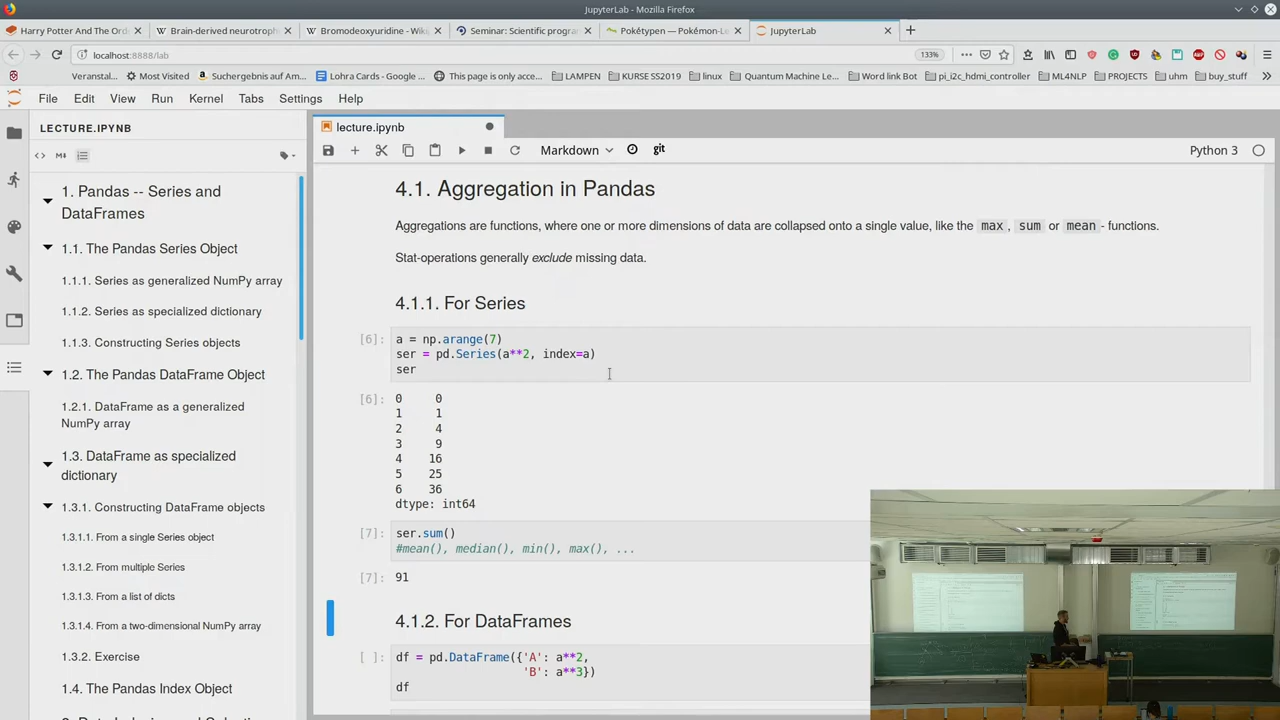 JupyterLab - Mozilla Firefox
Harry Potter And The Ord
Brain-derived neurotroph
Bromodeoxyuridine - Wiki
Seminar: Scientific program
Pokétypen — Pokémon-L
JupyterLab
localhost:8888/lab
133%
Veranstal...
Most Visited
Suchergebnis auf Am...
Lohra Cards - Google ...
This page is only acce...
LAMPEN
KURSE SS2019
linux
Quantum Machine Le...
Word link Bot
pi_i2c_hdmi_controller
ML4NLP
PROJECTS
uhm
buy_stuff
File Edit View Run Kernel Tabs Settings Help
LECTURE.IPYNB
1. Pandas -- Series and
DataFrames
1.1. The Pandas Series Object
1.1.1. Series as generalized NumPy array
1.1.2. Series as specialized dictionary
1.1.3. Constructing Series objects
1.2. The Pandas DataFrame Object
1.2.1. DataFrame as a generalized
NumPy array
1.3. DataFrame as specialized
dictionary
1.3.1. Constructing DataFrame objects
1.3.1.1. From a single Series object
1.3.1.2. From multiple Series
1.3.1.3. From a list of dicts
1.3.1.4. From a two-dimensional NumPy array
1.3.2. Exercise
1.4. The Pandas Index Object
lecture.ipynb
Markdown
git
Python 3
4.1. Aggregation in Pandas
Aggregations are functions, where one or more dimensions of data are collapsed onto a single value, like the max, sum or mean - functions.
Stat-operations generally exclude missing data.
4.1.1. For Series
[6]: a = np.arange(7)
ser = pd.Series(a**2, index=a)
ser
[6]: 0 0
1 1
2 4
3 9
4 16
5 25
6 36
dtype: int64
[7]: ser.sum()
#mean(), median(), min(), max(), ...
[7]: 91
4.1.2. For DataFrames
[ ]: df = pd.DataFrame({'A': a**2,
'B': a**3})
df